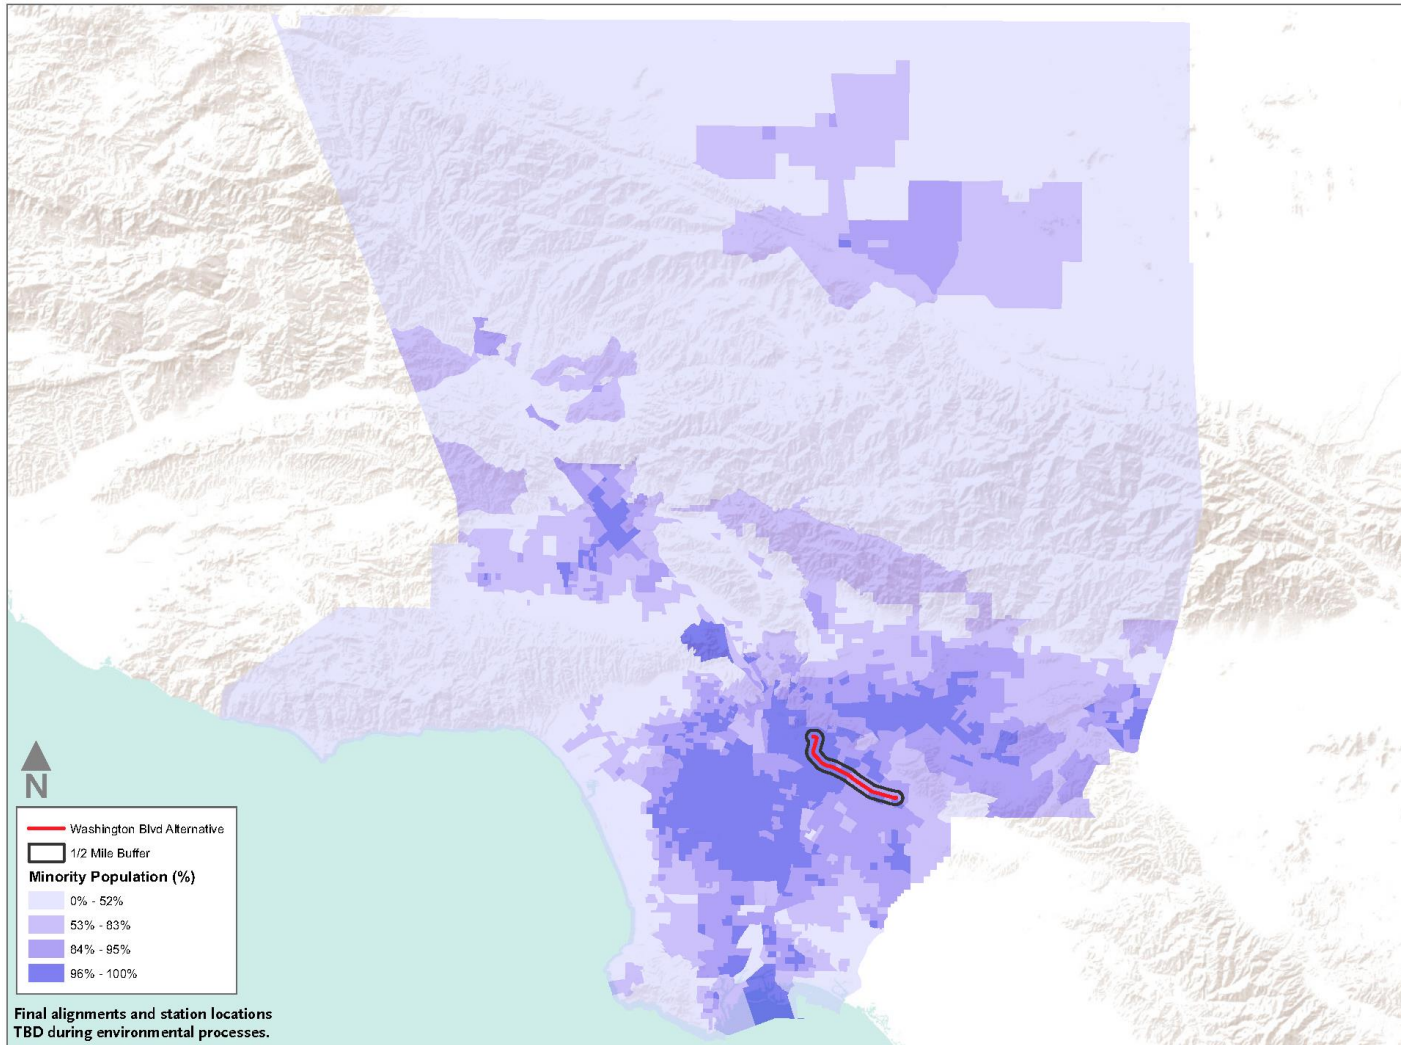 N
Washington Blvd Alternative
1/2 Mile Buffer
Minority Population (%)
0% - 52%
53% - 83%
84% - 95%
96% - 100%
Final alignments and station locations
TBD during environmental processes.